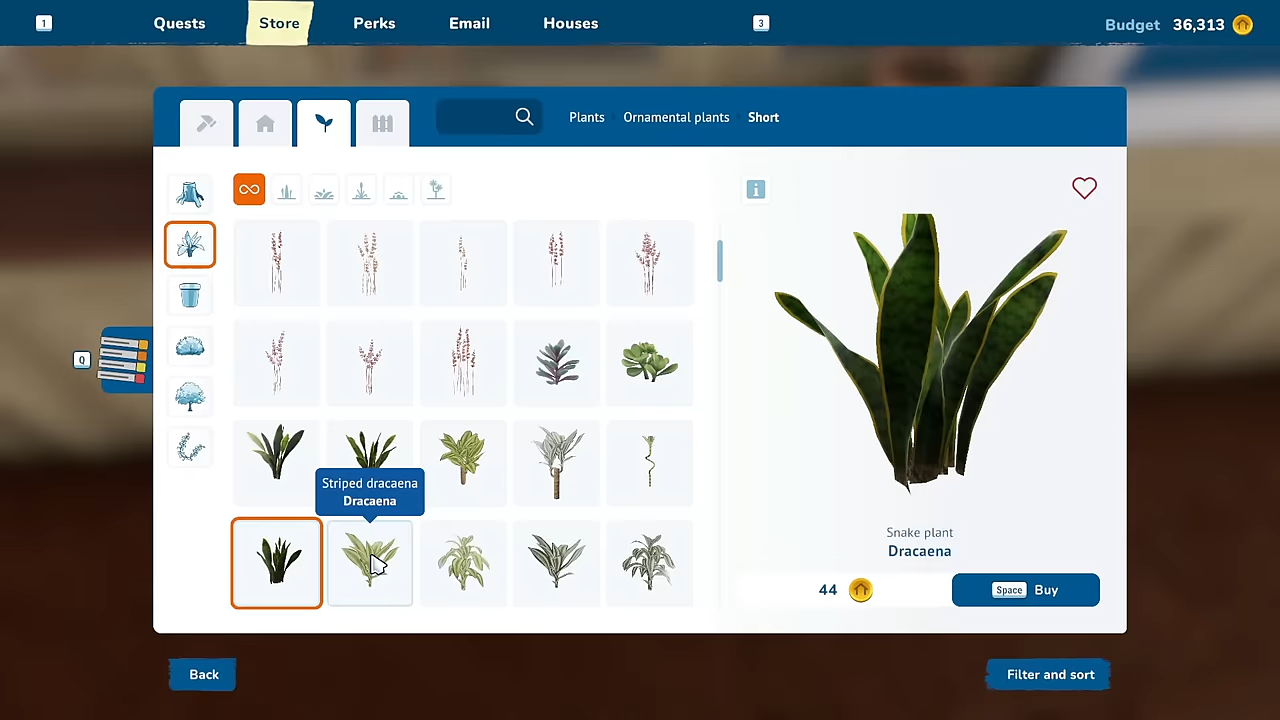 1
Quests
Store
Perks
Email
Houses
3
Budget 36,313
Plants Ornamental plants Short
Q
Striped dracaena
Dracaena
Snake plant
Dracaena
44
Space Buy
Back
Filter and sort